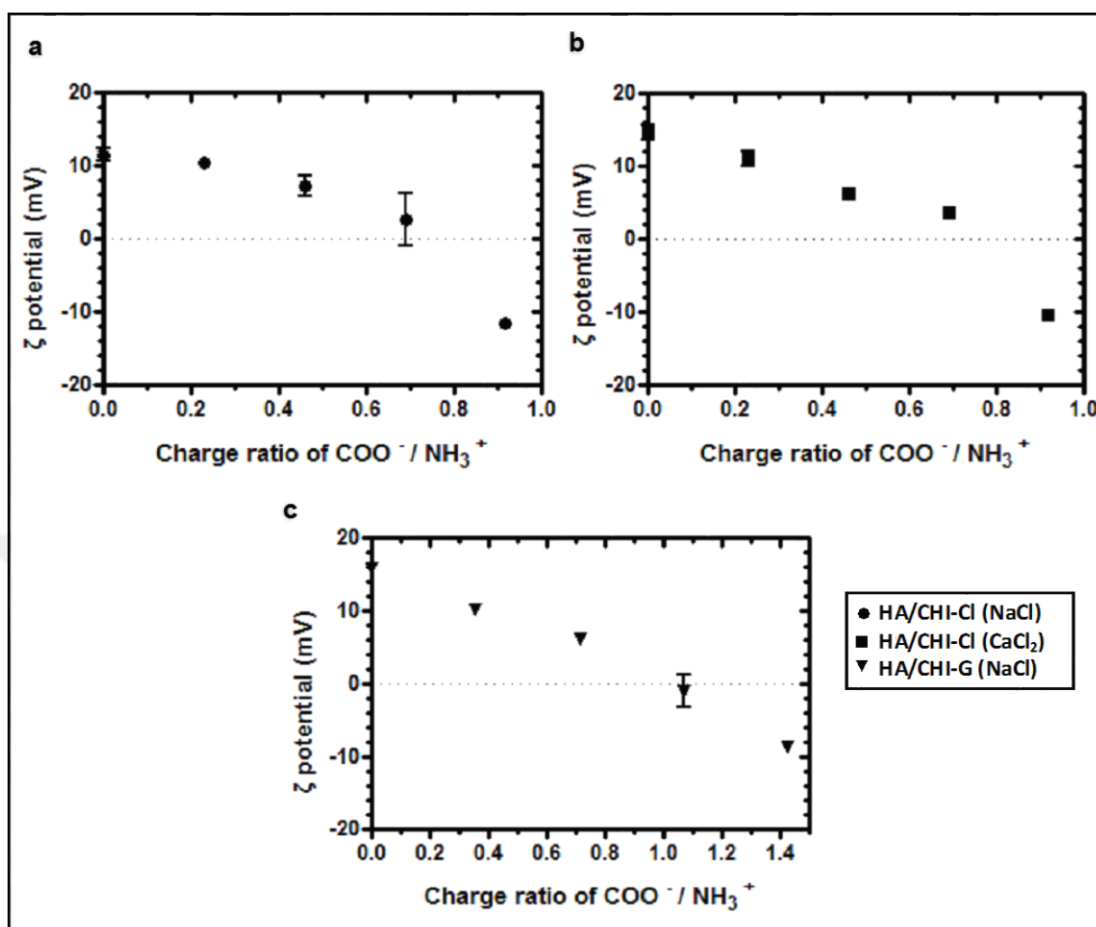 a
20
10
0
-10
-20
ζ potential (mV)
0.0 0.2 0.4 0.6 0.8 1.0
Charge ratio of COO ⁻ / NH₃ ⁺
b
20
10
0
-10
-20
ζ potential (mV)
0.0 0.2 0.4 0.6 0.8 1.0
Charge ratio of COO ⁻ / NH₃ ⁺
c
20
10
0
-10
-20
ζ potential (mV)
0.0 0.2 0.4 0.6 0.8 1.0 1.2 1.4
Charge ratio of COO ⁻ / NH₃ ⁺
HA/CHI-Cl (NaCl)
HA/CHI-Cl (CaCl₂)
HA/CHI-G (NaCl)